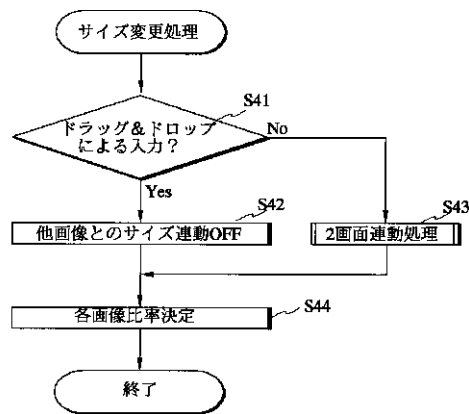 サイズ変更処理
S41
ドラッグ&ドロップ
による入力?
No
Yes
S42
他画像とのサイズ連動OFF
S43
2画面連動処理
S44
各画像比率決定
終了